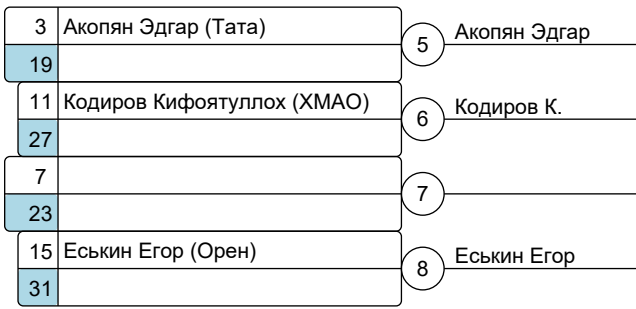 3 Акопян Эдгар (Тата)
5 Акопян Эдгар
19
11 Кодиров Кифоятуллох (ХМАО)
6 Кодиров К.
27
7
7
23
15 Еськин Егор (Орен)
8 Еськин Егор
31